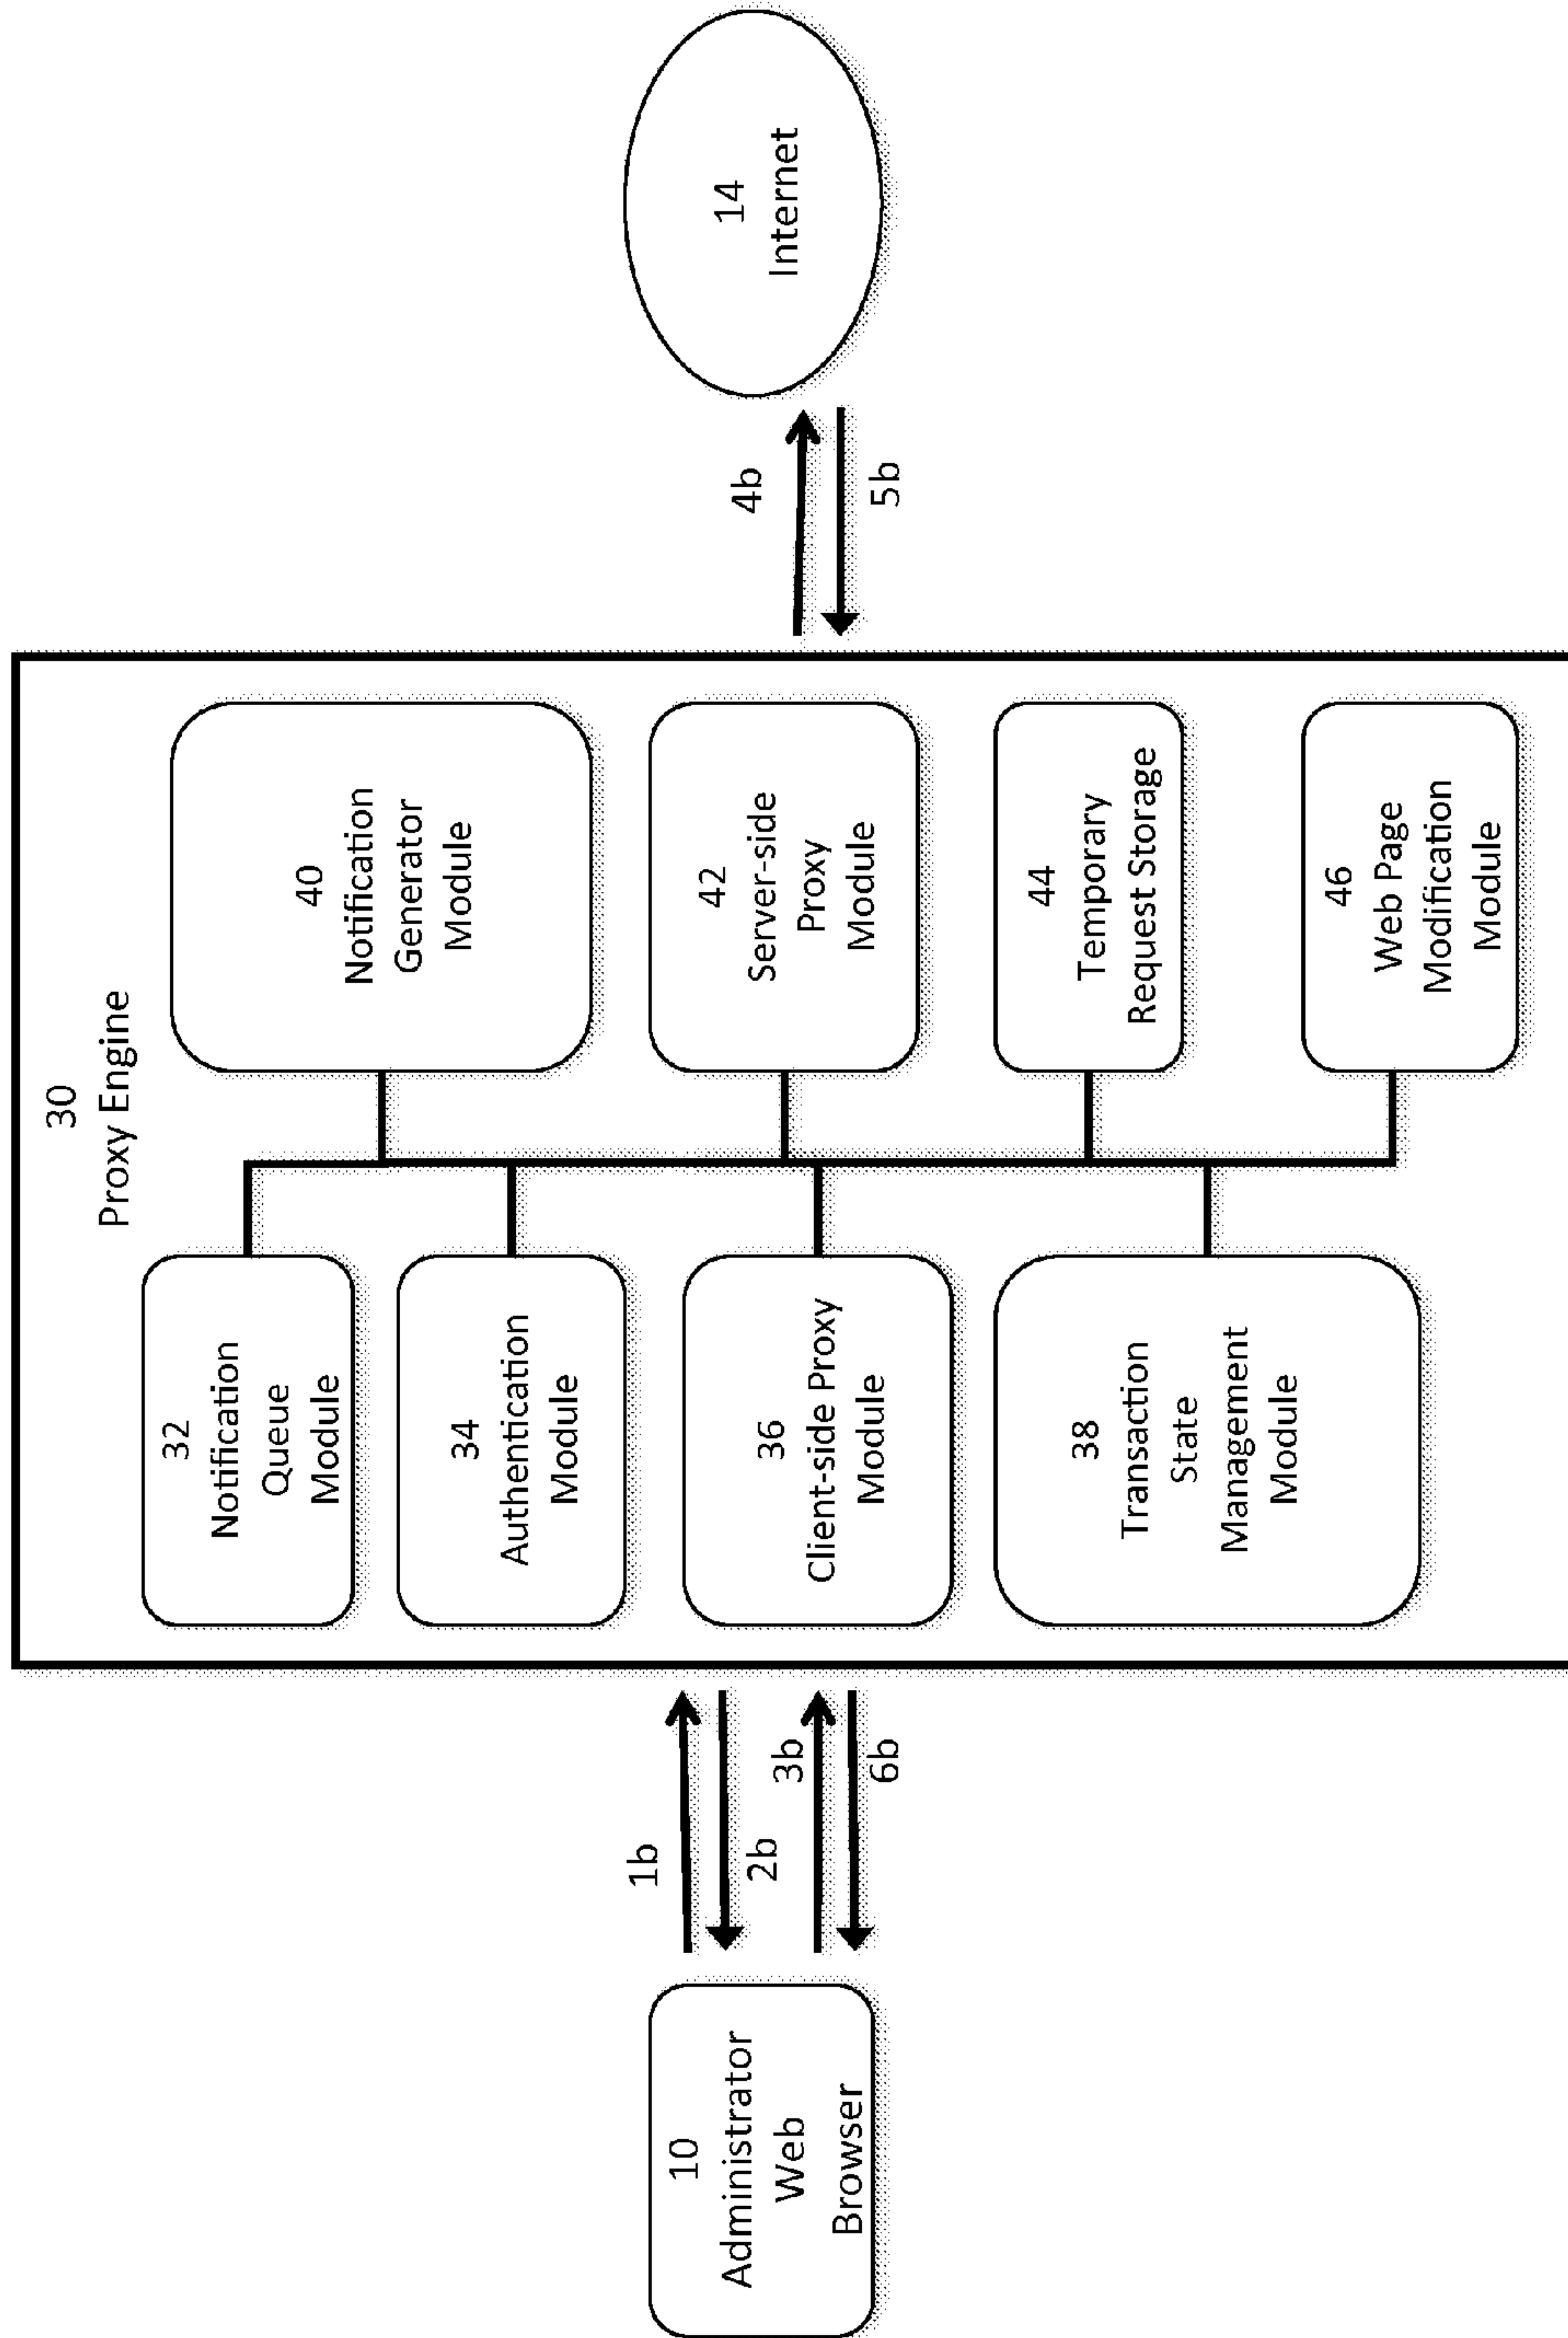 30
Proxy Engine
10
Administrator
Web
Browser
1b
2b
3b
6b
32
Notification
Queue
Module
34
Authentication
Module
36
Client-side Proxy
Module
38
Transaction
State
Management
Module
40
Notification
Generator
Module
42
Server-side
Proxy
Module
44
Temporary
Request Storage
46
Web Page
Modification
Module
4b
5b
14
Internet